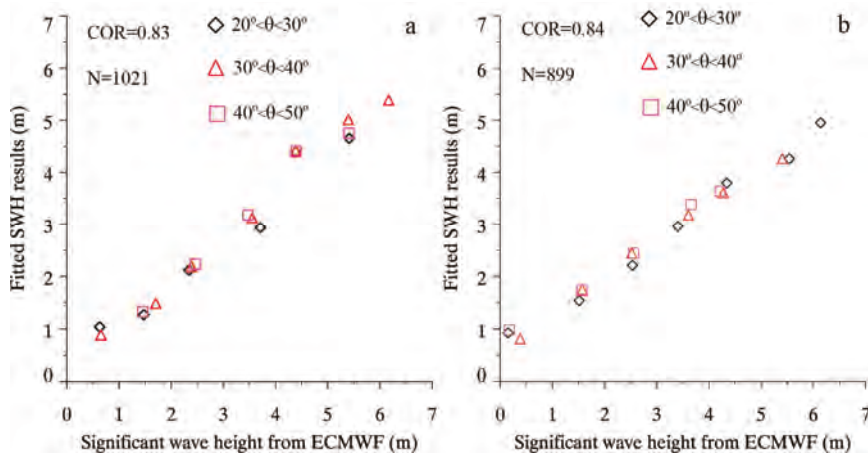 COR=0.83
N=1021
20°<θ<30°
30°<θ<40°
40°<θ<50°
a
7
6
5
4
3
2
1
0
Fitted SWH results (m)
0 1 2 3 4 5 6 7
Significant wave height from ECMWF (m)
COR=0.84
N=899
20°<θ<30°
30°<θ<40°
40°<θ<50°
b
7
6
5
4
3
2
1
0
Fitted SWH results (m)
0 1 2 3 4 5 6 7
Significant wave height from ECMWF (m)